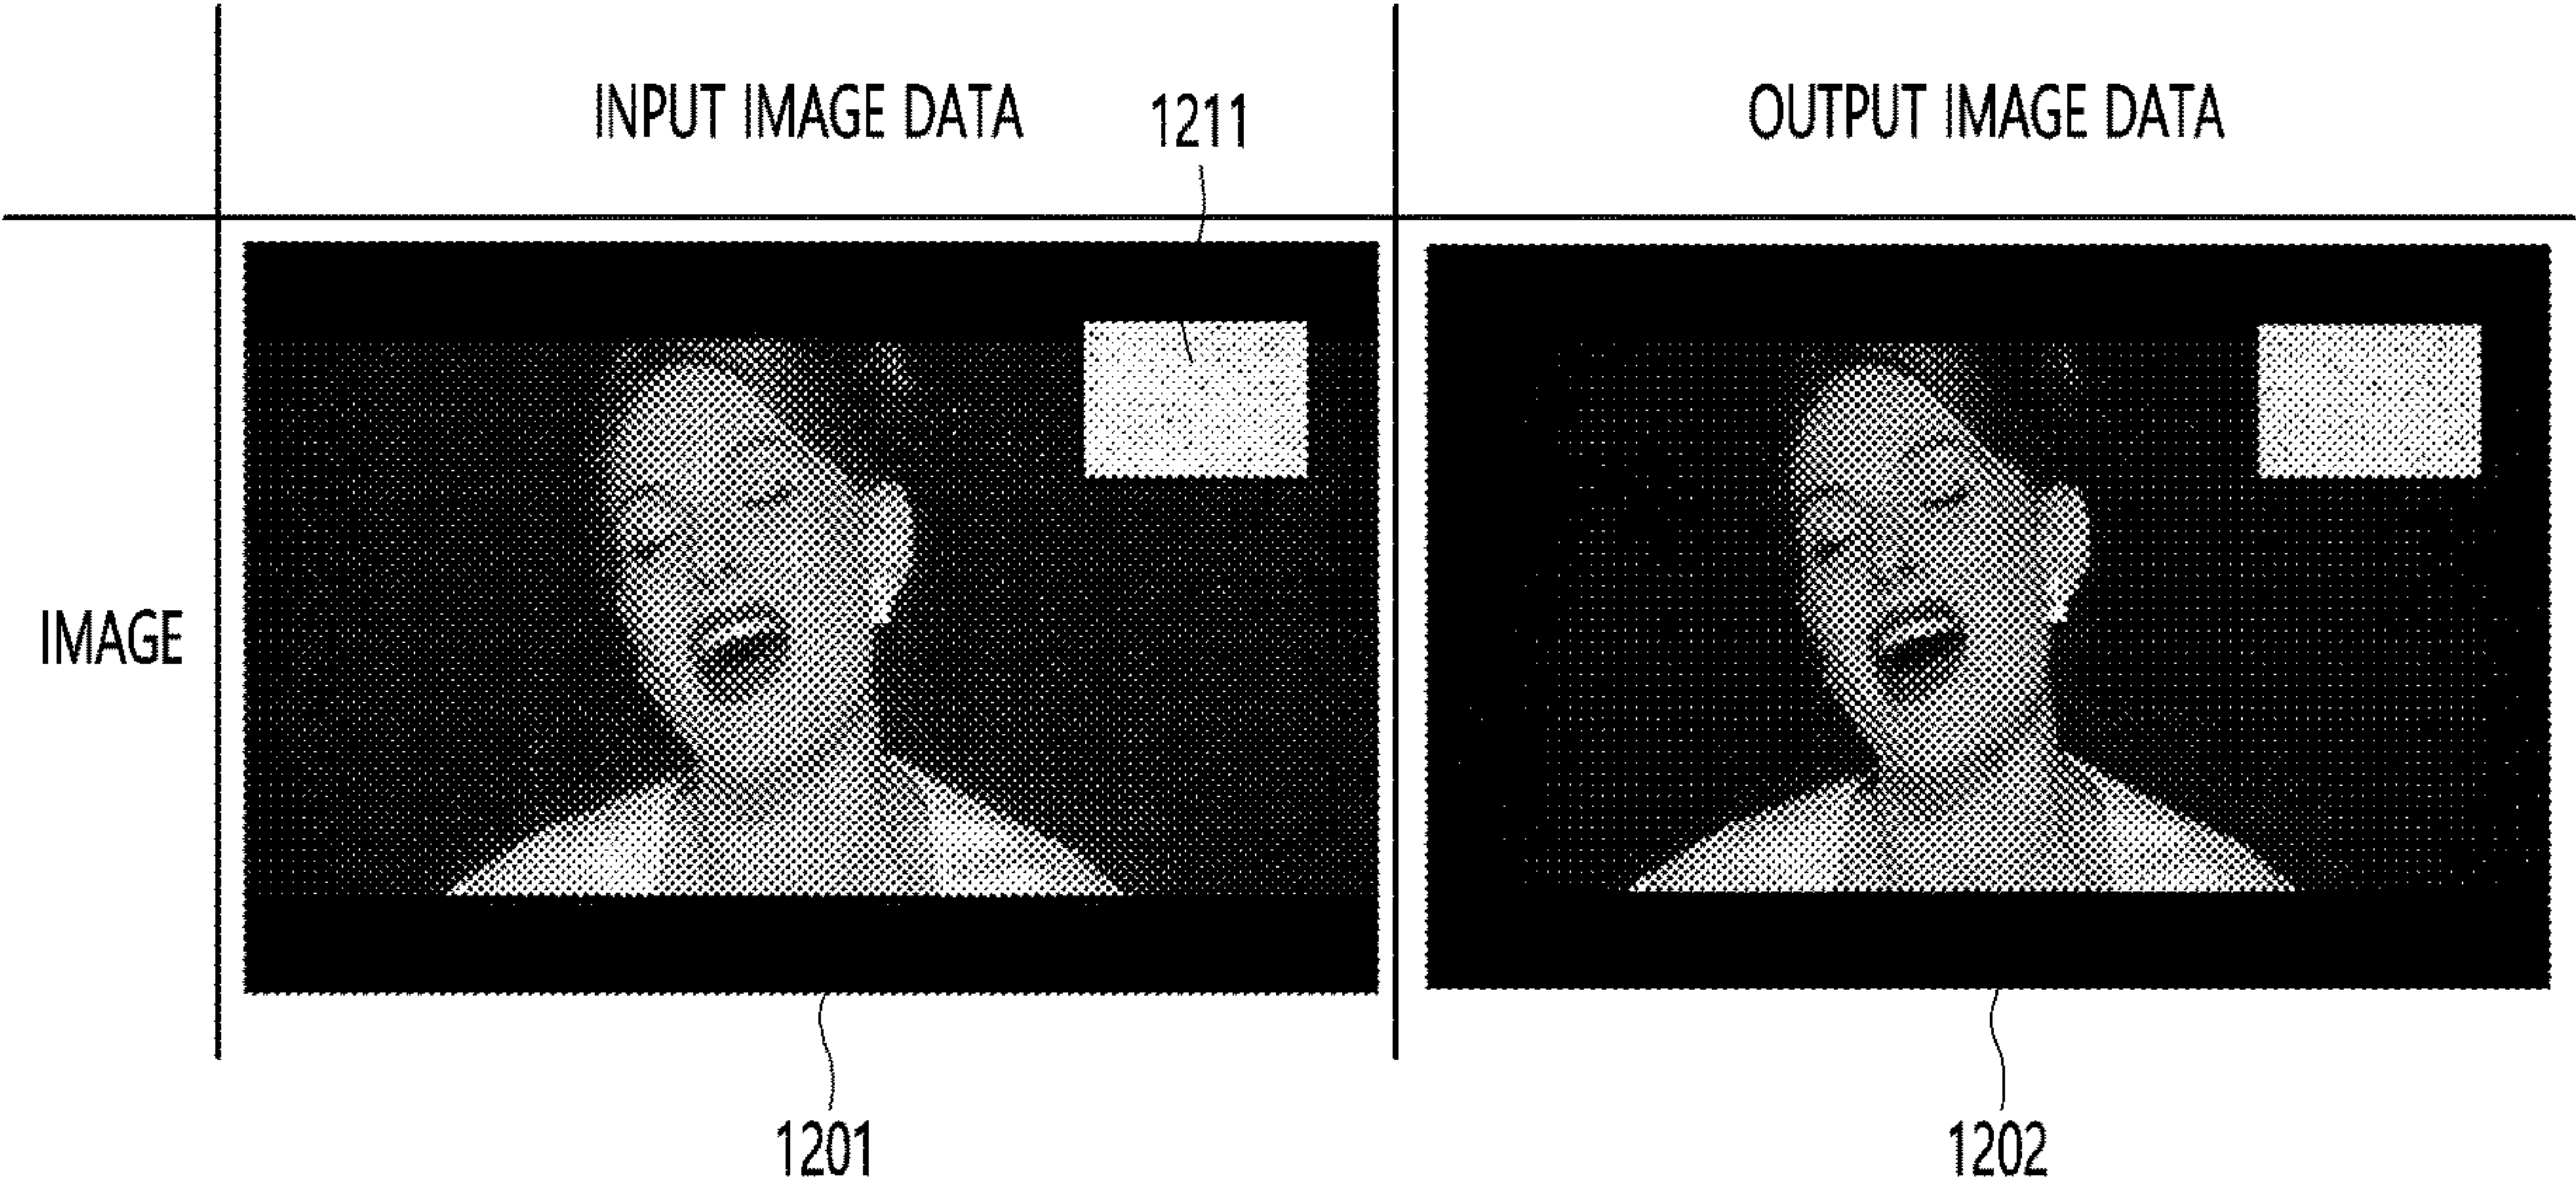 INPUT IMAGE DATA
1211
OUTPUT IMAGE DATA
IMAGE
1201
1202